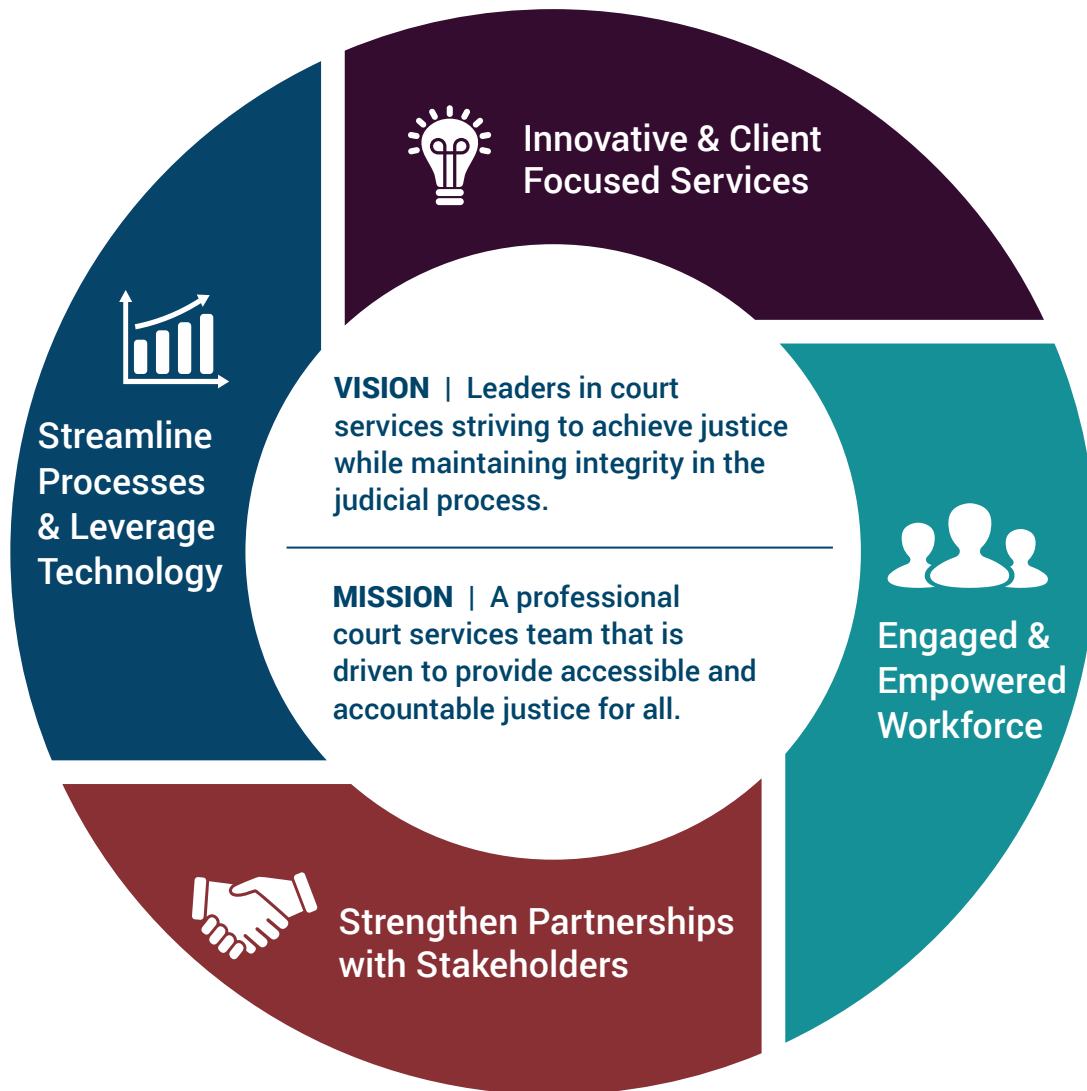 Innovative & Client
Focused Services
Streamline
Processes
& Leverage
Technology
VISION | Leaders in court
services striving to achieve justice
while maintaining integrity in the
judicial process.
MISSION | A professional
court services team that is
driven to provide accessible and
accountable justice for all.
Engaged &
Empowered
Workforce
Strengthen Partnerships
with Stakeholders